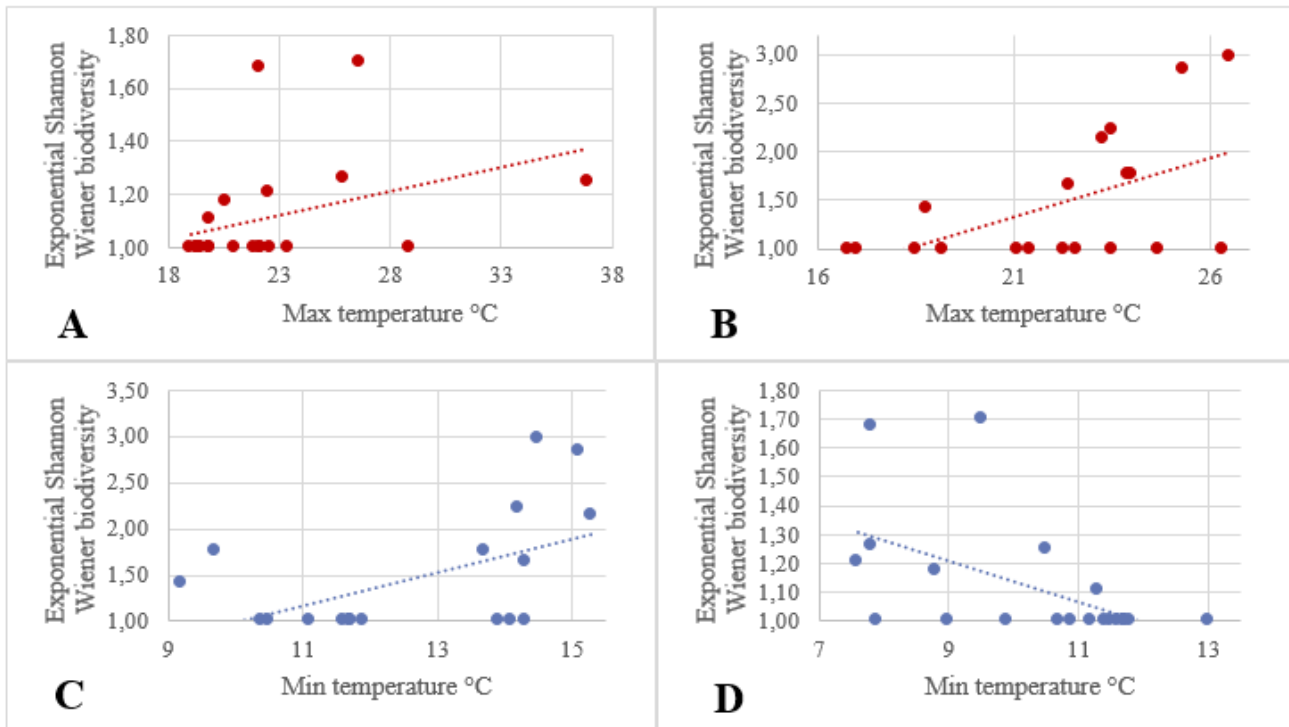 Exponential Shannon
Wiener biodiversity
1,80
1,60
1,40
1,20
1,00
18 23 28 33 38
Max temperature °C
A
Exponential Shannon
Wiener biodiversity
3,00
2,50
2,00
1,50
1,00
16 21 26
Max temperature °C
B
Exponential Shannon
Wiener biodiversity
3,50
3,00
2,50
2,00
1,50
1,00
9 11 13 15
Min temperature °C
C
Exponential Shannon
Wiener biodiversity
1,80
1,70
1,60
1,50
1,40
1,30
1,20
1,10
1,00
7 9 11 13
Min temperature °C
D